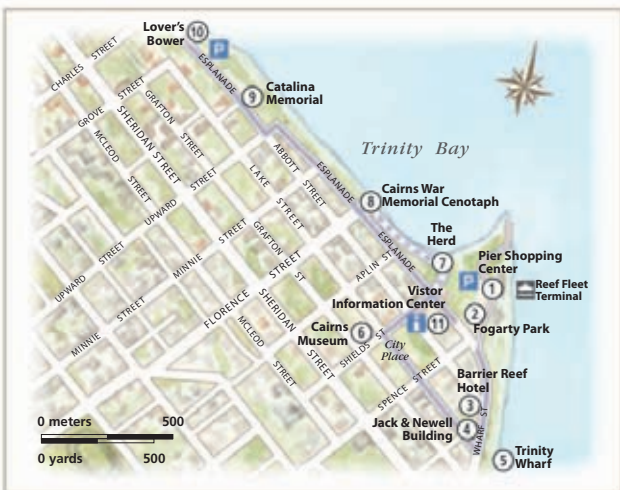 Lover's
Bower
10
P
CHARLES STREET
ESPLANADE
9
Catalina
Memorial
GROVE STREET
GRAFTON STREET
SHERIDAN STREET
MCLEOD STREET
Trinity Bay
ABBOTT STREET
ESPLANADE
LAKE STREET
UPWARD STREET
8
Cairns War
Memorial Cenotaph
UPWARD STREET
MINNIE STREET
GRAFTON ST
ESPLANADE
The
Herd
7
APLIN ST
Pier Shopping
Center
P
1
Reef Fleet
Terminal
MINNIE STREET
FLORENCE STREET
SHERIDAN STREET
MCLEOD STREET
Vistor
Information Center
i
11
2
Fogarty Park
Cairns
Museum
6
SHIELDS ST
City
Place
SPENCE STREET
Barrier Reef
Hotel
3
Jack & Newell
Building
4
WHARF ST
5
Trinity
Wharf
0 meters 500
0 yards 500